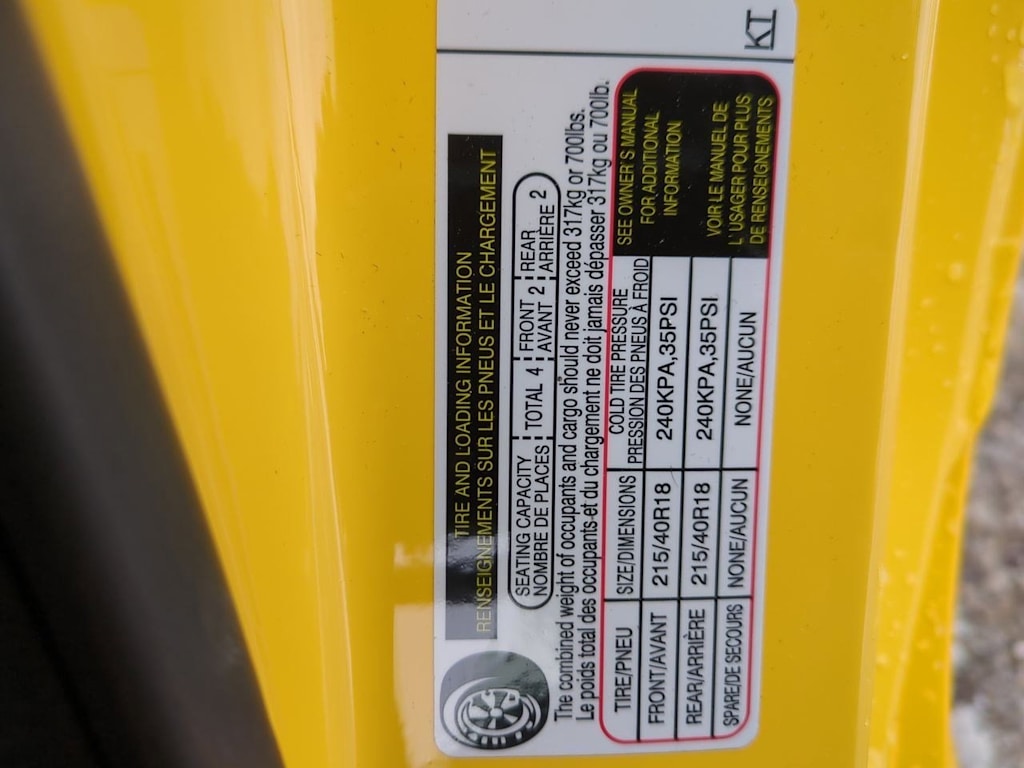 TIRE AND LOADING INFORMATION
RENSEIGNEMENTS SUR LES PNEUS ET LE CHARGEMENT
SEATING CAPACITY TOTAL 4 FRONT 2 REAR 2
NOMBRE DE PLACES AVANT ARRIÈRE
The combined weight of occupants and cargo should never exceed 317kg or 700lbs.
Le poids total des occupants et du chargement ne doit jamais dépasser 317kg ou 700lb.
TIRE/PNEU SIZE/DIMENSIONS COLD TIRE PRESSURE
PRESSION DES PNEUS À FROID
FRONT/AVANT 215/40R18 240KPA,35PSI
REAR/ARRIÈRE 215/40R18 240KPA,35PSI
SPARE/DE SECOURS NONE/AUCUN NONE/AUCUN
SEE OWNER'S MANUAL
FOR ADDITIONAL
INFORMATION
VOIR LE MANUEL DE
L'USAGER POUR PLUS
DE RENSEIGNEMENTS
KT